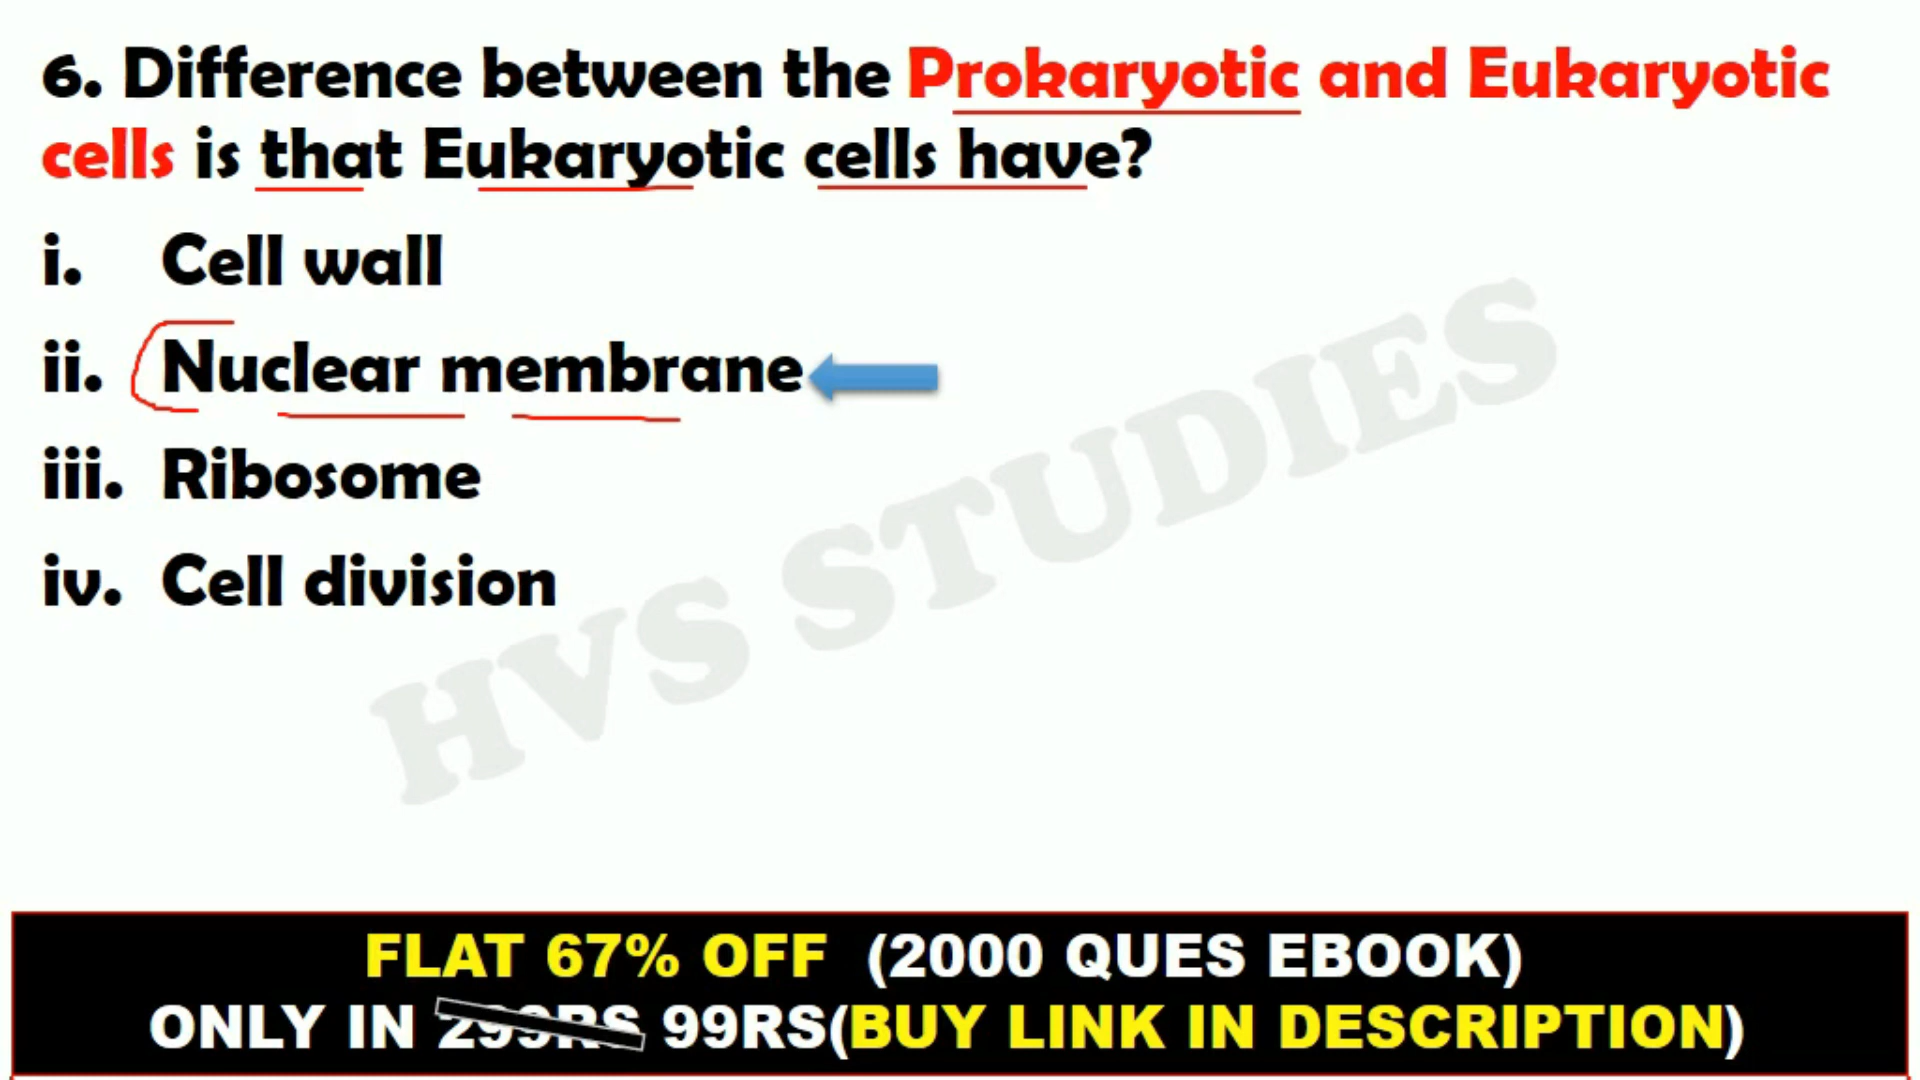 6. Difference between the Prokaryotic and Eukaryotic
cells is that Eukaryotic cells have?
i. Cell wall
ii. Nuclear membrane
iii. Ribosome
iv. Cell division
HVS STUDIES
FLAT 67% OFF (2000 QUES EBOOK)
ONLY IN 299RS 99RS(BUY LINK IN DESCRIPTION)